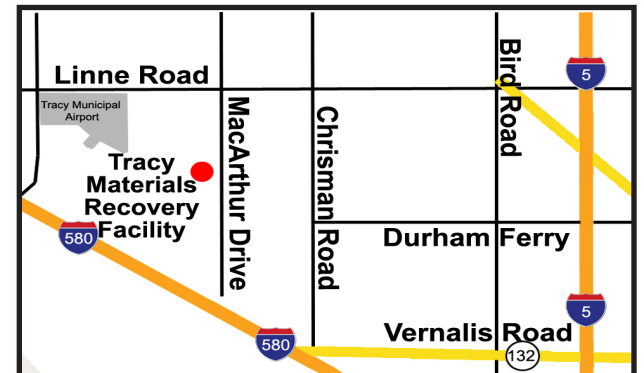 Linne Road
Tracy Municipal
Airport
Tracy
Materials
Recovery
Facility
MacArthur Drive
Chrisman Road
Bird Road
5
580
Durham Ferry
5
580
Vernalis Road
132